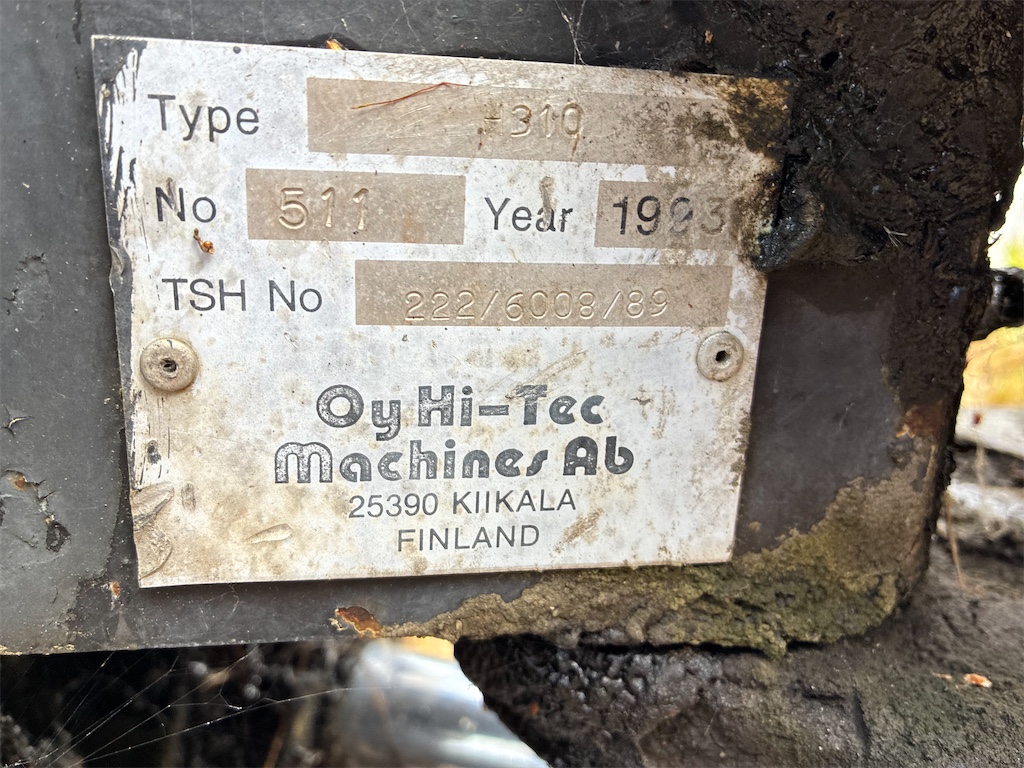 Type -310
No 511 Year 1993
TSH No 222/6008/89
Oy Hi-Tec
Machines Ab
25390 KIIKALA
FINLAND